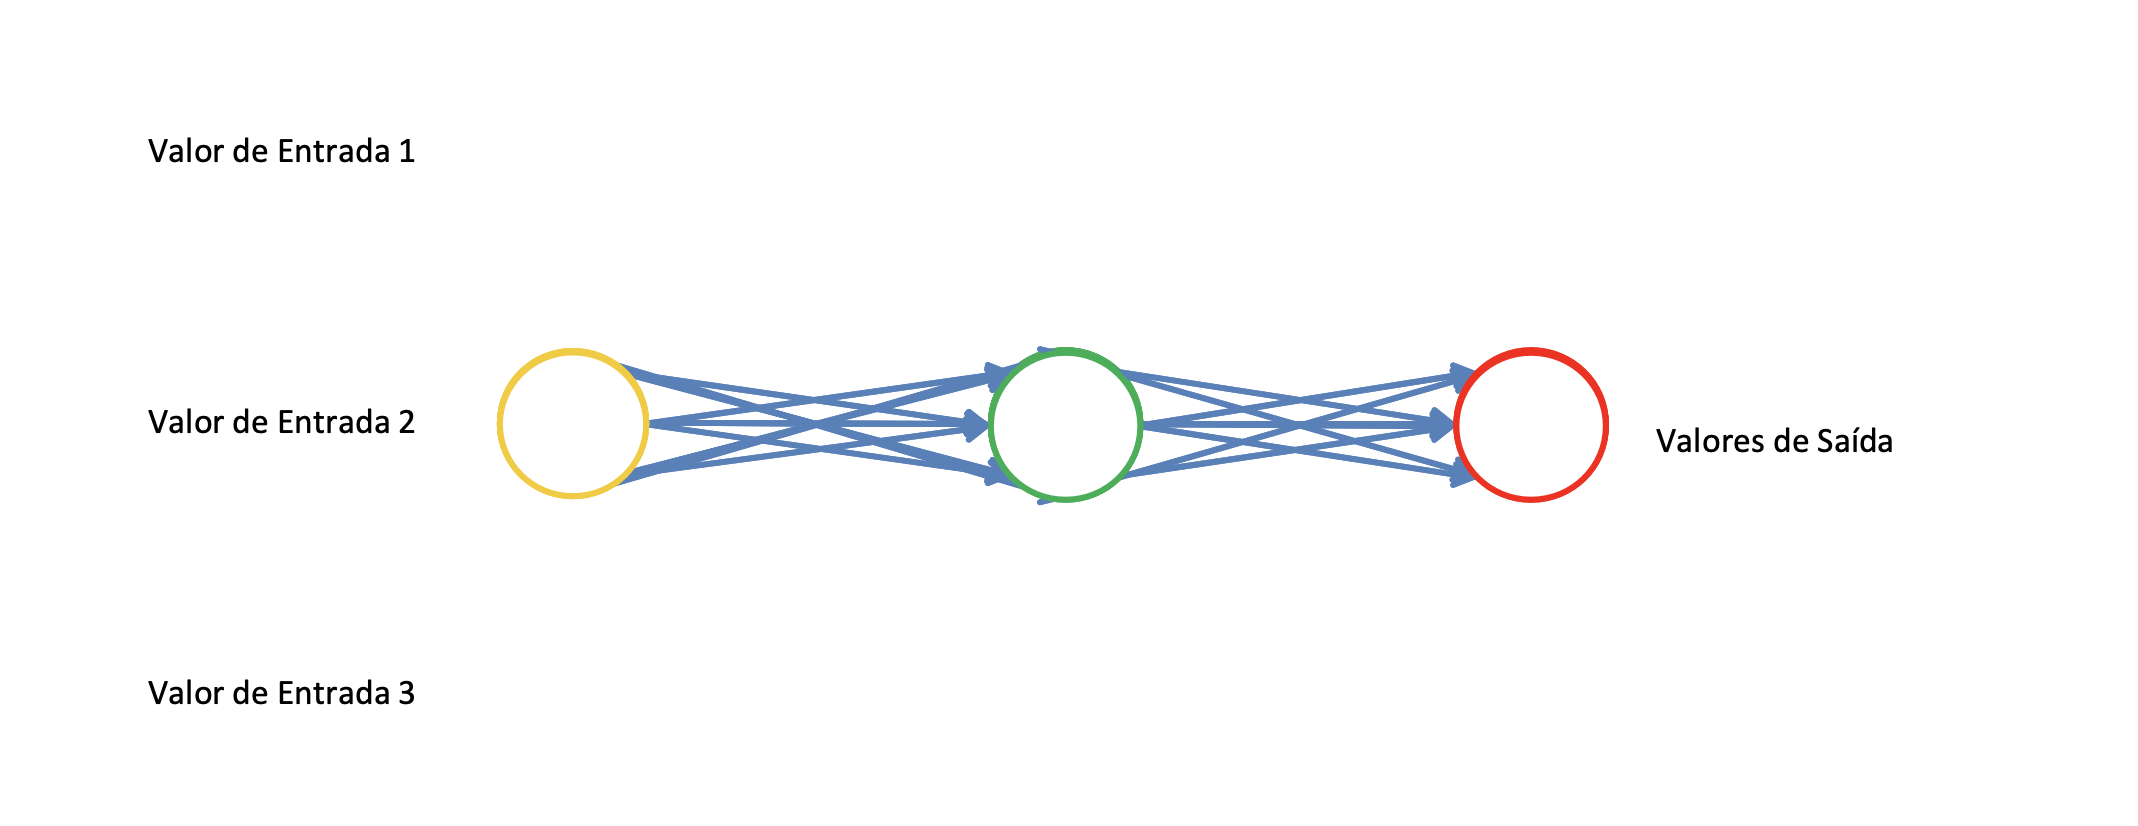 Valor de Entrada 1
Valor de Entrada 2
Valores de Saída
Valor de Entrada 3